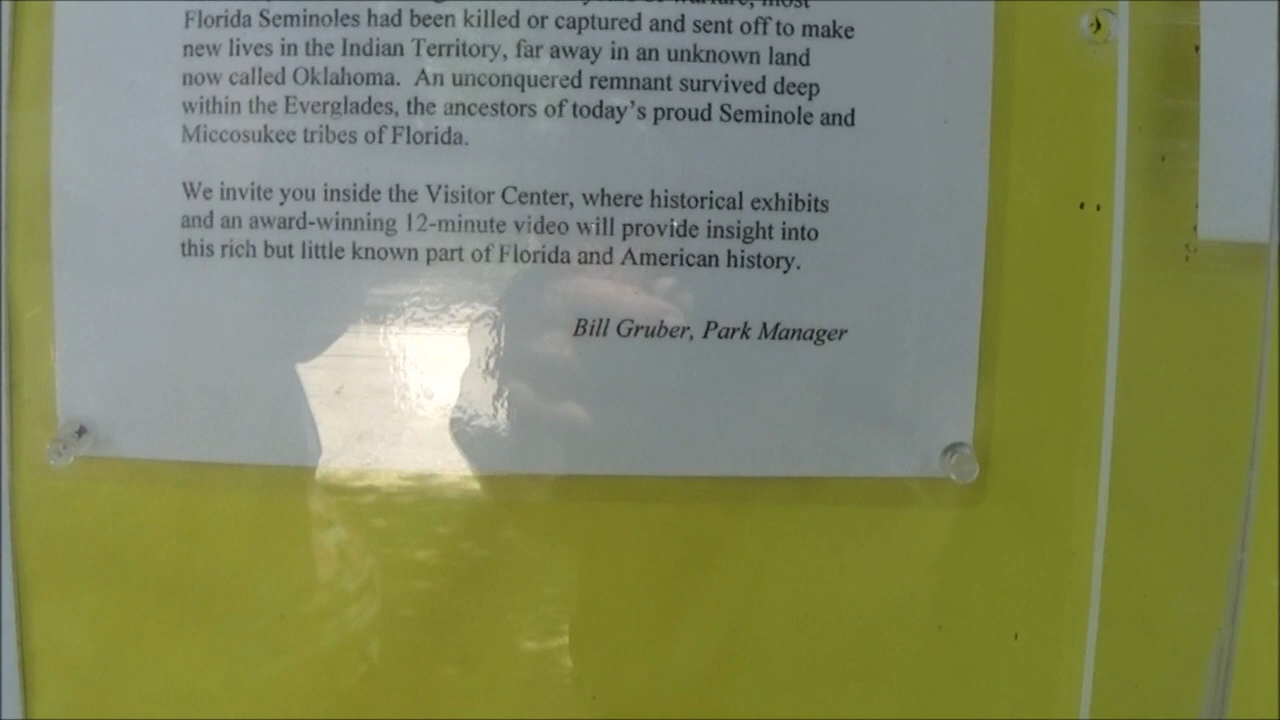 of warfare, most
Florida Seminoles had been killed or captured and sent off to make
new lives in the Indian Territory, far away in an unknown land
now called Oklahoma. An unconquered remnant survived deep
within the Everglades, the ancestors of today's proud Seminole and
Miccosukee tribes of Florida.
We invite you inside the Visitor Center, where historical exhibits
and an award-winning 12-minute video will provide insight into
this rich but little known part of Florida and American history.
Bill Gruber, Park Manager